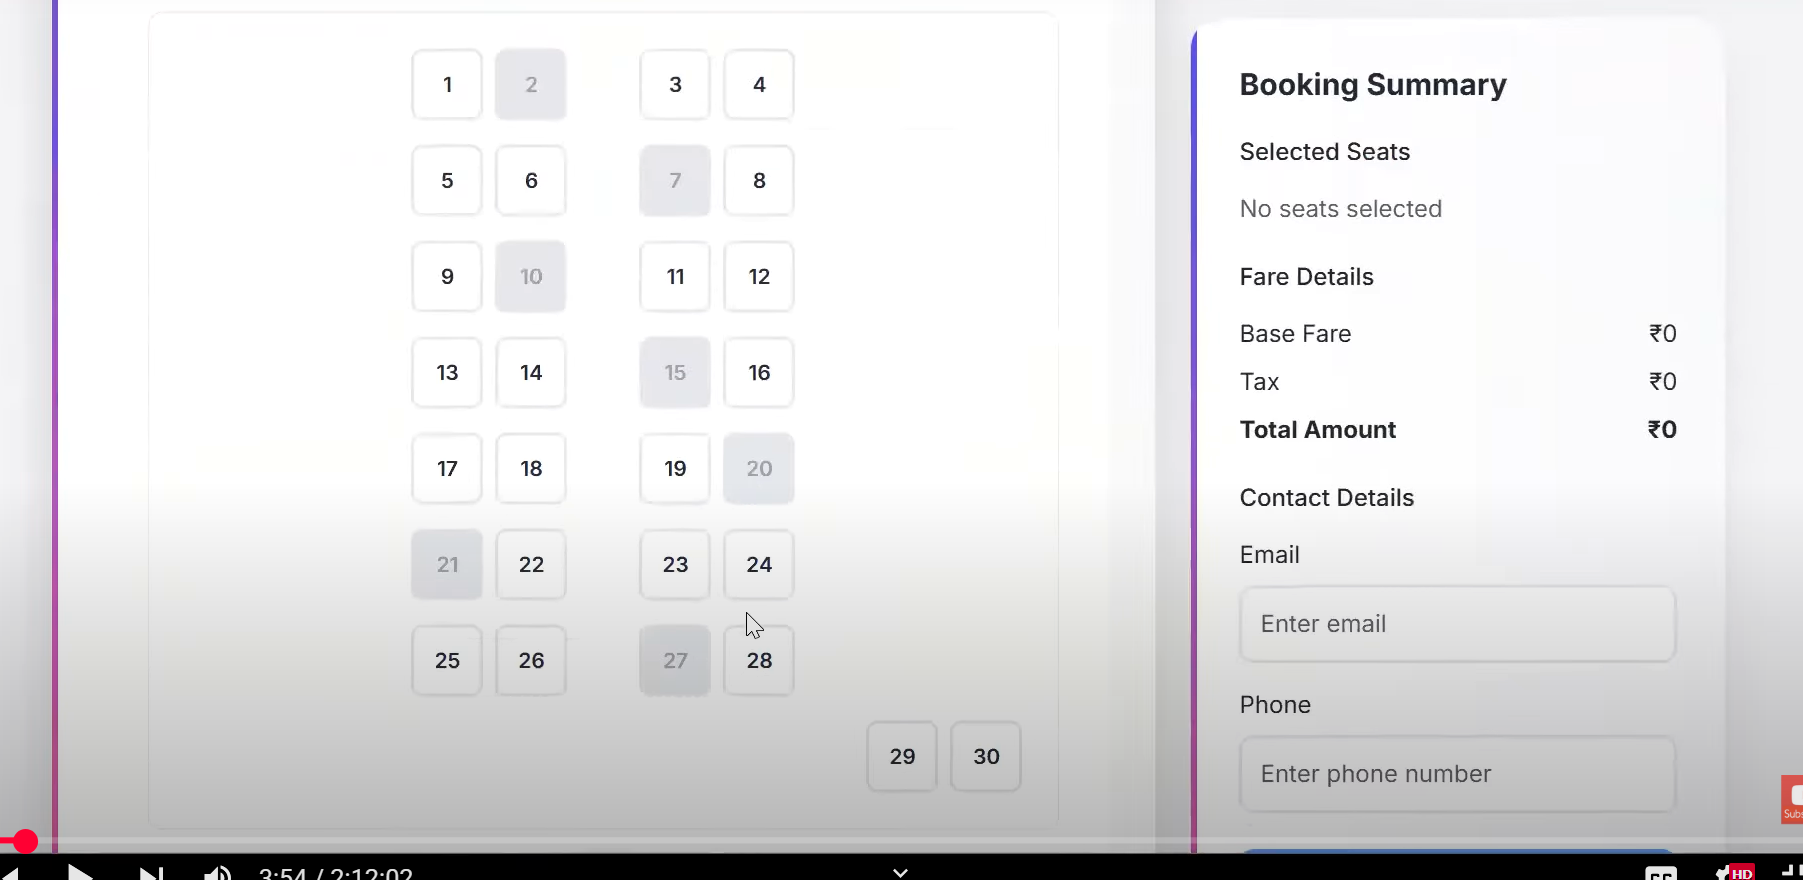 1 2 3 4
5 6 7 8
9 10 11 12
13 14 15 16
17 18 19 20
21 22 23 24
25 26 27 28
29 30
Booking Summary
Selected Seats
No seats selected
Fare Details
Base Fare ₹0
Tax ₹0
Total Amount ₹0
Contact Details
Email
Enter email
Phone
Enter phone number
Subs
3:54 / 2:12:02
CC HD